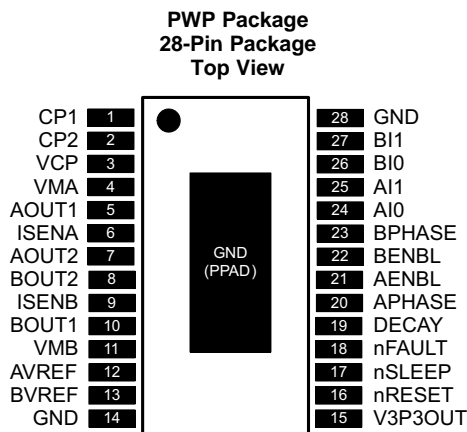 PWP Package
28-Pin Package
Top View
CP1 1 28 GND
CP2 2 27 BI1
VCP 3 26 BI0
VMA 4 25 AI1
AOUT1 5 24 AI0
ISENA 6 23 BPHASE
AOUT2 7 22 BENBL
BOUT2 8 21 AENBL
ISENB 9 20 APHASE
BOUT1 10 19 DECAY
VMB 11 18 nFAULT
AVREF 12 17 nSLEEP
BVREF 13 16 nRESET
GND 14 15 V3P3OUT
GND
(PPAD)